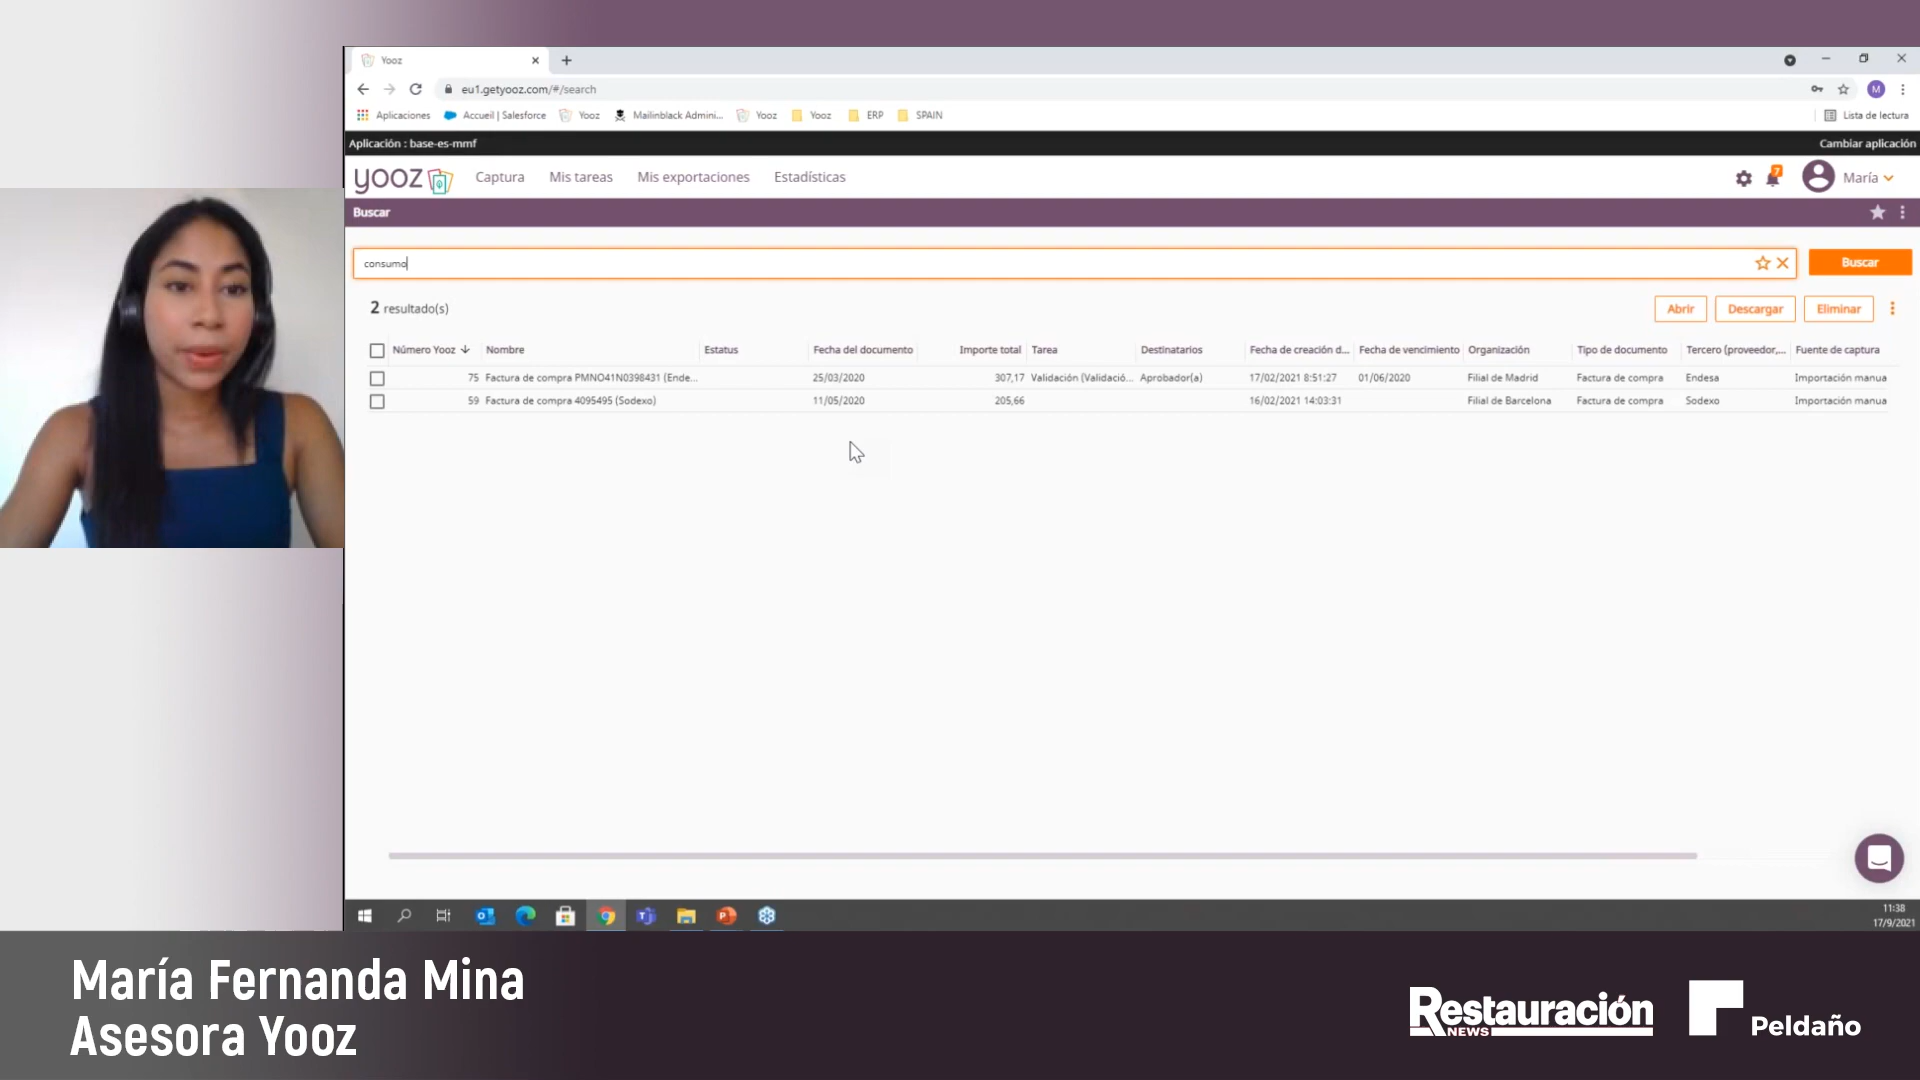 Yooz
eu1.getyooz.com/#/search
Aplicaciones
Accueil | Salesforce
Yooz
Mailinblack Admini...
Yooz
Yooz
ERP
SPAIN
Lista de lectura
M
Aplicación : base-es-mmf
Cambiar aplicación
yooz
Captura
Mis tareas
Mis exportaciones
Estadísticas
7
María
Buscar
consumo
Buscar
2 resultado(s)
Abrir
Descargar
Eliminar
Número Yooz Nombre Estatus Fecha del documento Importe total Tarea Destinatarios Fecha de creación d... Fecha de vencimiento Organización Tipo de documento Tercero (proveedor,... Fuente de captura
75 Factura de compra PMNO41N0398431 (Ende... 25/03/2020 307,17 Validación (Validació... Aprobador(a) 17/02/2021 8:51:27 01/06/2020 Filial de Madrid Factura de compra Endesa Importación manua
59 Factura de compra 4095495 (Sodexo) 11/05/2020 205,66 16/02/2021 14:03:31 Filial de Barcelona Factura de compra Sodexo Importación manua
11:38
17/9/2021
María Fernanda Mina
Asesora Yooz
Restauración
NEWS
Peldaño